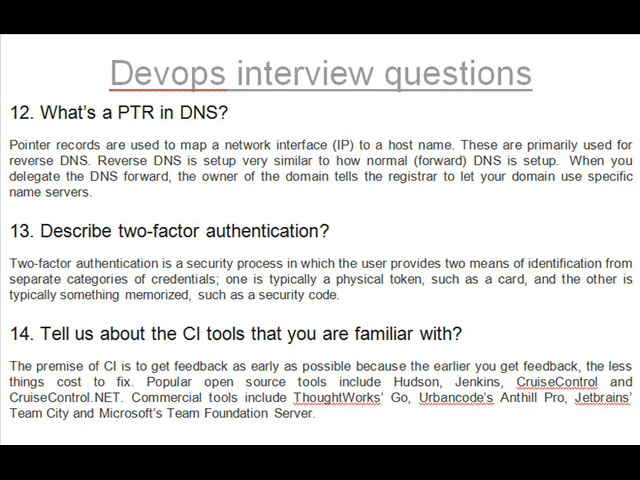 Devops interview questions
12. What's a PTR in DNS?
Pointer records are used to map a network interface (IP) to a host name. These are primarily used for
reverse DNS. Reverse DNS is setup very similar to how normal (forward) DNS is setup. When you
delegate the DNS forward, the owner of the domain tells the registrar to let your domain use specific
name servers.
13. Describe two-factor authentication?
Two-factor authentication is a security process in which the user provides two means of identification from
separate categories of credentials; one is typically a physical token, such as a card, and the other is
typically something memorized, such as a security code.
14. Tell us about the CI tools that you are familiar with?
The premise of CI is to get feedback as early as possible because the earlier you get feedback, the less
things cost to fix. Popular open source tools include Hudson, Jenkins, CruiseControl and
CruiseControl.NET. Commercial tools include ThoughtWorks' Go, Urbancode's Anthill Pro, Jetbrains'
Team City and Microsoft's Team Foundation Server.